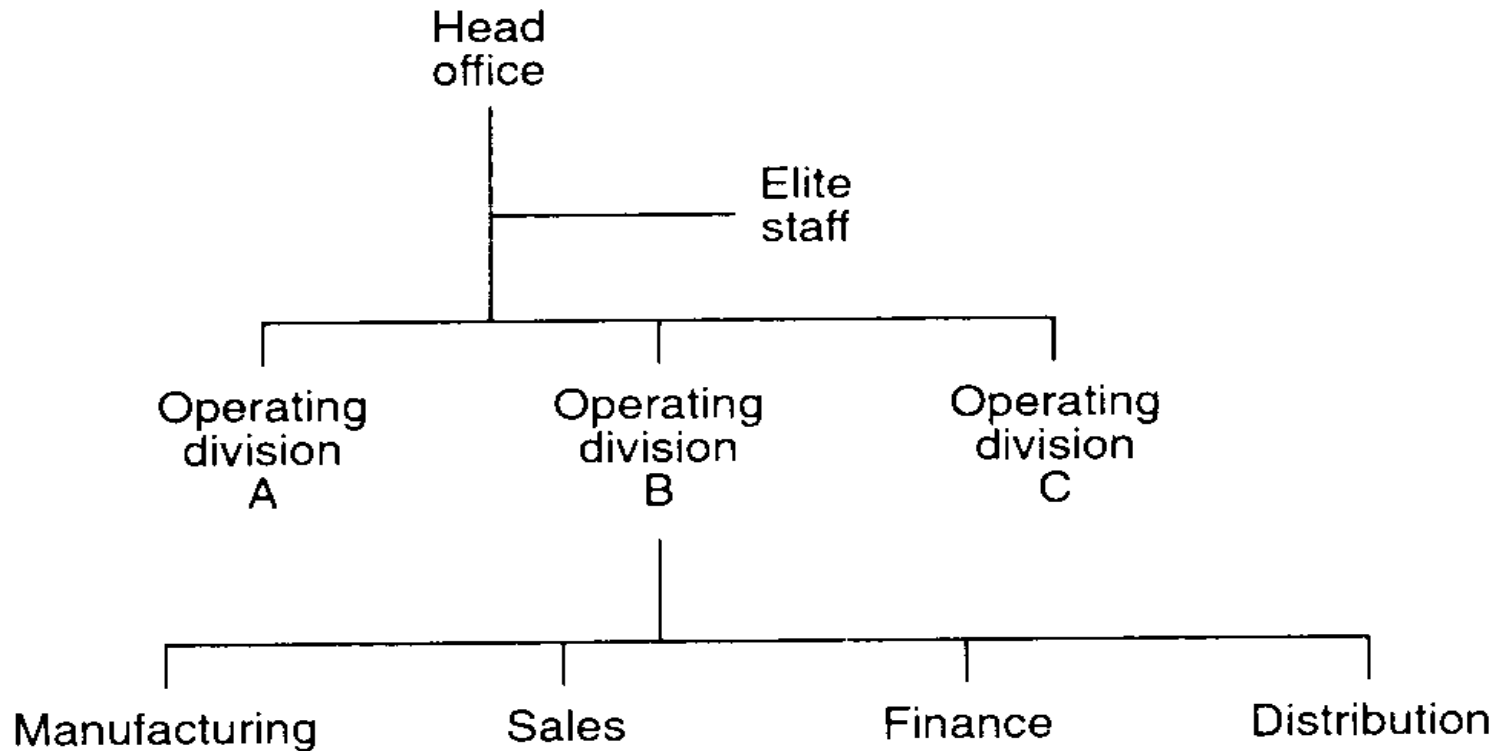 Head
office
Elite
staff
Operating
division
A
Operating
division
B
Operating
division
C
Manufacturing
Sales
Finance
Distribution